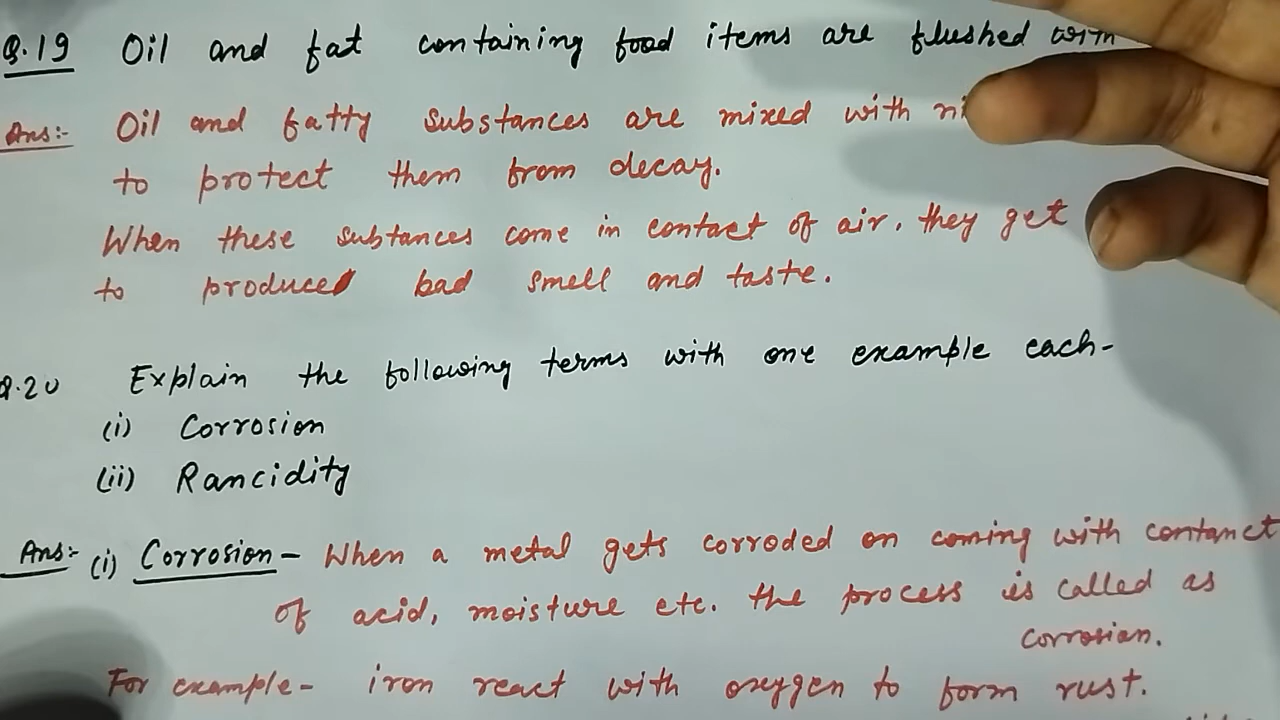 Q.19 Oil and fat containing food items are flushed with
Ans:- Oil and fatty substances are mixed with
to protect them from decay.
When these substances come in contact of air. they get
to produce bad smell and taste.
Q.20 Explain the following terms with one example each-
(i) Corrosion
(ii) Rancidity
Ans:- (i) Corrosion - When a metal gets corroded on coming with contanct
of acid, moisture etc. the process is called as
corrosion.
For example- iron react with oxygen to form rust.